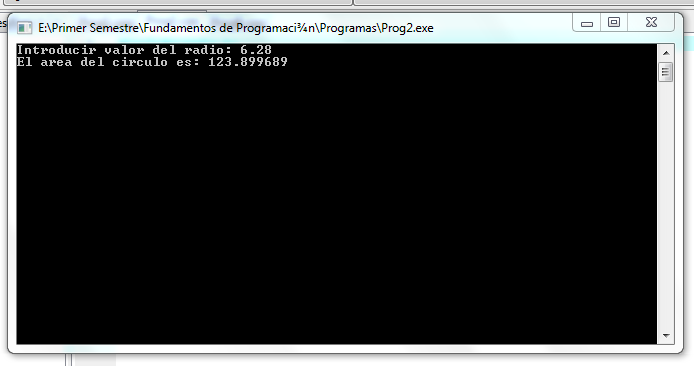 E:\Primer Semestre\Fundamentos de Programaci¾n\Programas\Prog2.exe
Introducir valor del radio: 6.28
El area del circulo es: 123.899689